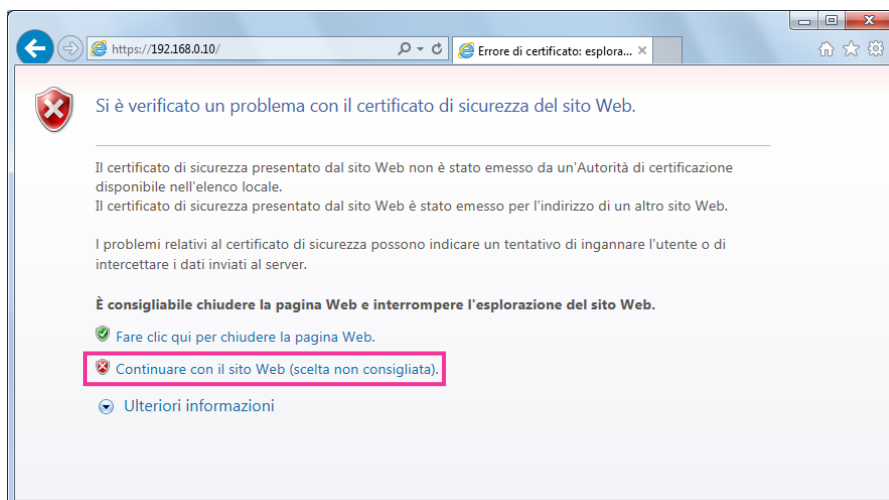 https://192.168.0.10/
Errore di certificato: esplora...
Si è verificato un problema con il certificato di sicurezza del sito Web.
Il certificato di sicurezza presentato dal sito Web non è stato emesso da un'Autorità di certificazione
disponibile nell'elenco locale.
Il certificato di sicurezza presentato dal sito Web è stato emesso per l'indirizzo di un altro sito Web.
I problemi relativi al certificato di sicurezza possono indicare un tentativo di ingannare l'utente o di
intercettare i dati inviati al server.
È consigliabile chiudere la pagina Web e interrompere l'esplorazione del sito Web.
Fare clic qui per chiudere la pagina Web.
Continuare con il sito Web (scelta non consigliata).
Ulteriori informazioni